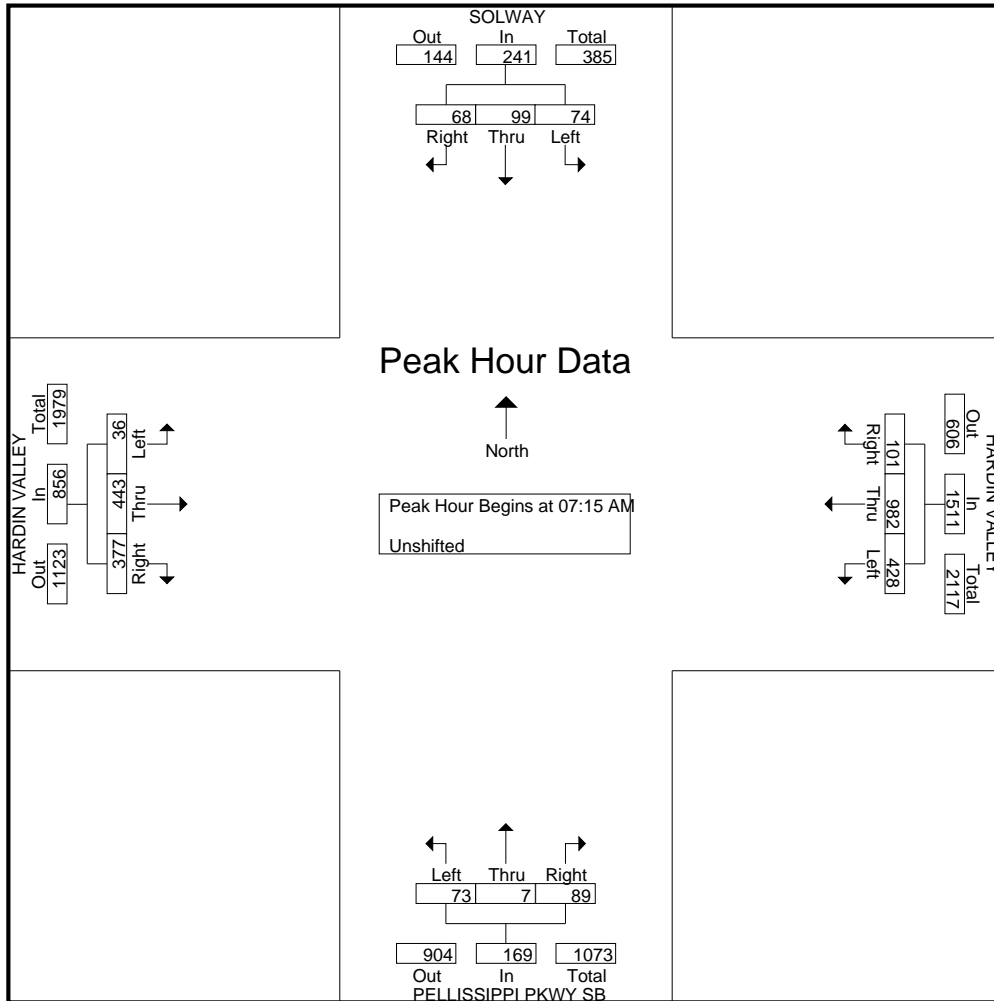 SOLWAY
Out In Total
144 241 385
68 99 74
Right Thru Left
Peak Hour Data
North
Peak Hour Begins at 07:15 AM
Unshifted
HARDIN VALLEY
Out In Total
1123 856 1979
Right Thru Left
377 443 36
HARDIN VALLEY
Out In Total
606 1511 2117
Right Thru Left
101 982 428
Left Thru Right
73 7 89
904 169 1073
Out In Total
PELLISSIPPI PKWY SB